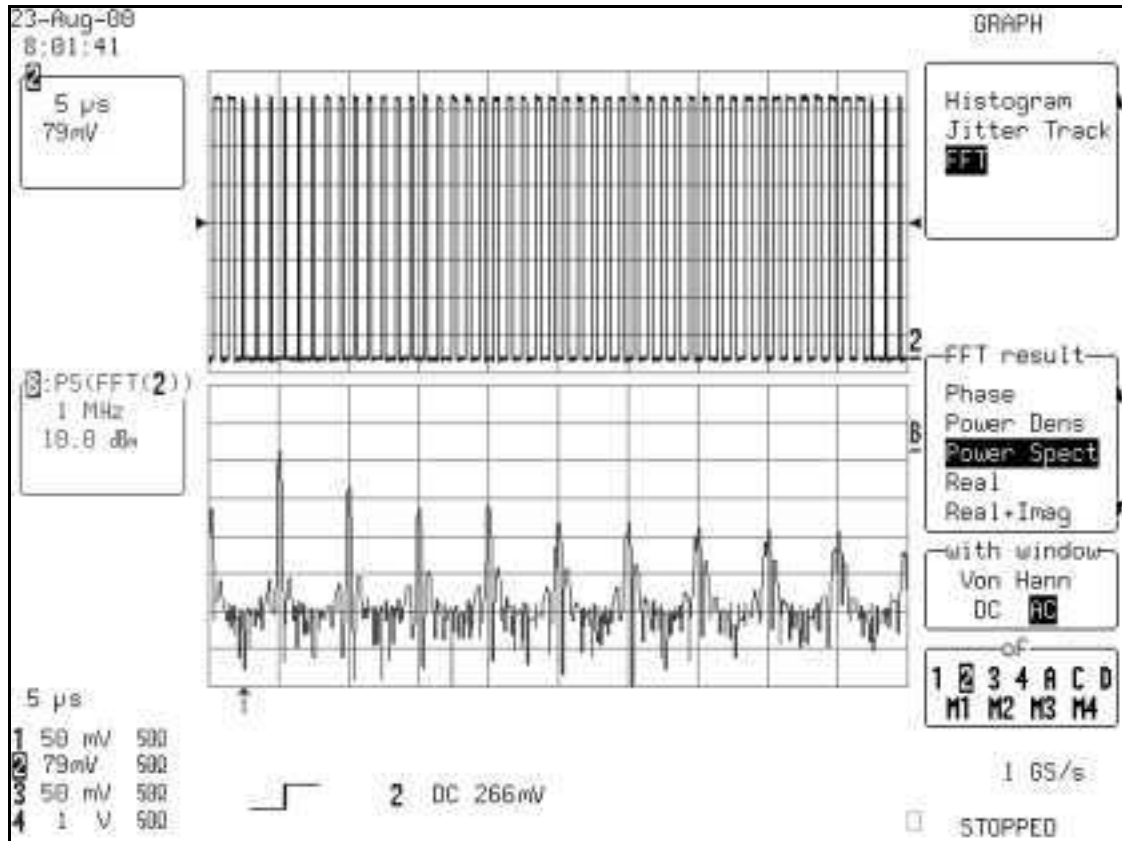 23-Aug-00
8:01:41
GRAPH
2
5 µs
79mV
Histogram
Jitter Track
FFT
2
B:PS(FFT(2))
1 MHz
10.0 dBm
B
FFT result
Phase
Power Dens
Power Spect
Real
Real+Imag
with window
Von Hann
DC AC
of
1 2 3 4 A C D
M1 M2 M3 M4
5 µs
1 50 mV 50Ω
2 79mV 50Ω
3 50 mV 50Ω
4 1 V 50Ω
2 DC 266mV
1 GS/s
STOPPED